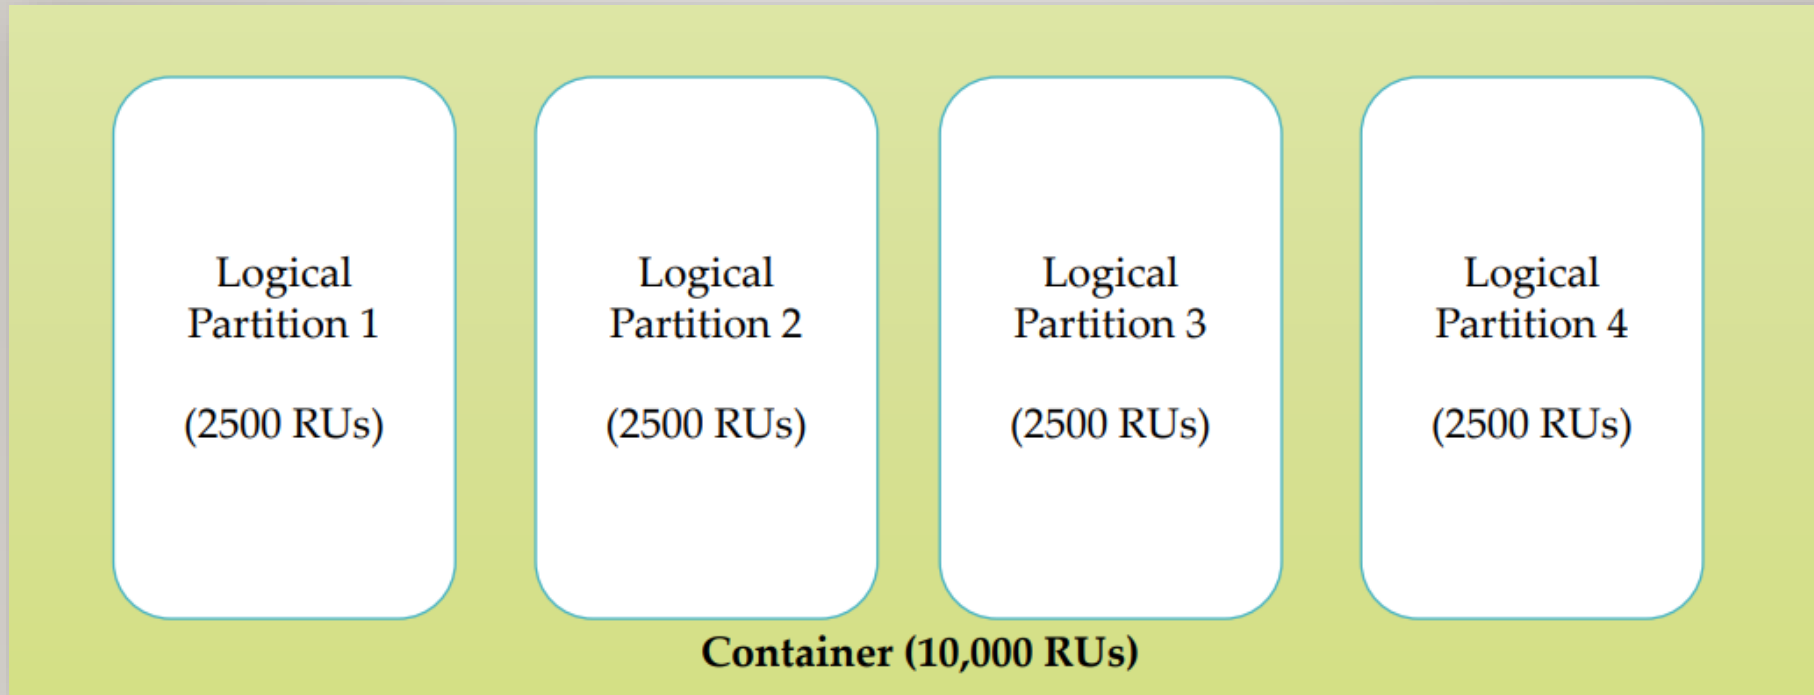 Logical
Partition 1
(2500 RUs)
Logical
Partition 2
(2500 RUs)
Logical
Partition 3
(2500 RUs)
Logical
Partition 4
(2500 RUs)
Container (10,000 RUs)